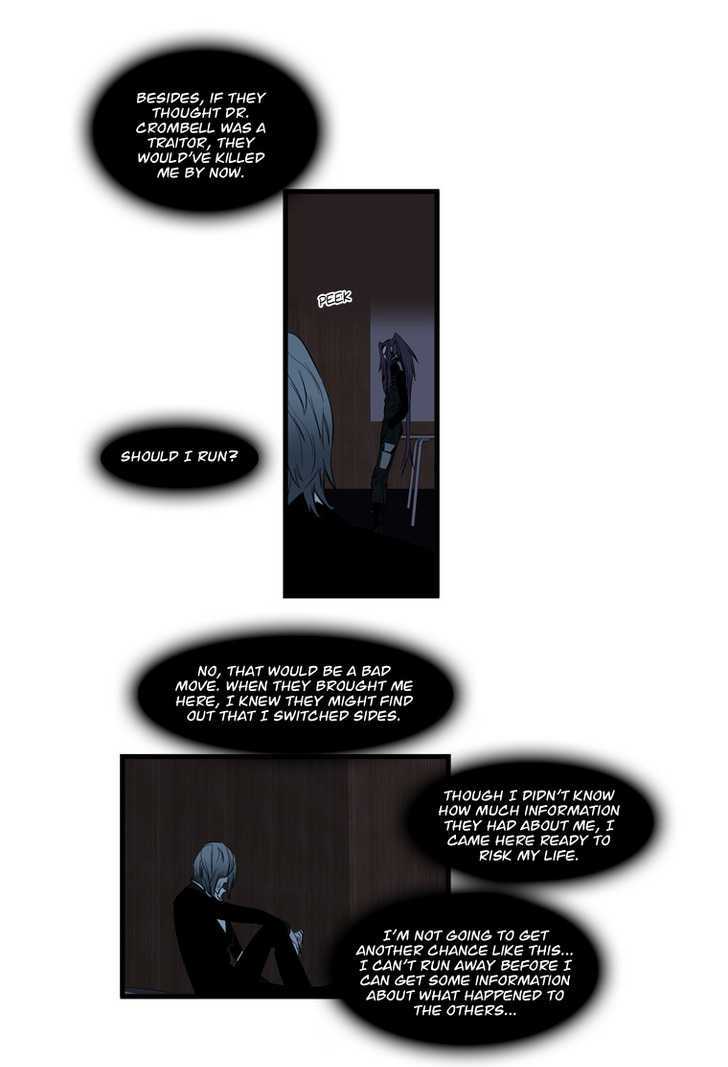 BESIDES, IF THEY
THOUGHT DR.
CROMBELL WAS A
TRAITOR, THEY
WOULD'VE KILLED
ME BY NOW.
PEEK
SHOULD I RUN?
NO, THAT WOULD BE A BAD
MOVE. WHEN THEY BROUGHT ME
HERE, I KNEW THEY MIGHT FIND
OUT THAT I SWITCHED SIDES.
THOUGH I DIDN'T KNOW
HOW MUCH INFORMATION
THEY HAD ABOUT ME, I
CAME HERE READY TO
RISK MY LIFE.
I'M NOT GOING TO GET
ANOTHER CHANCE LIKE THIS...
I CAN'T RUN AWAY BEFORE I
CAN GET SOME INFORMATION
ABOUT WHAT HAPPENED TO
THE OTHERS...